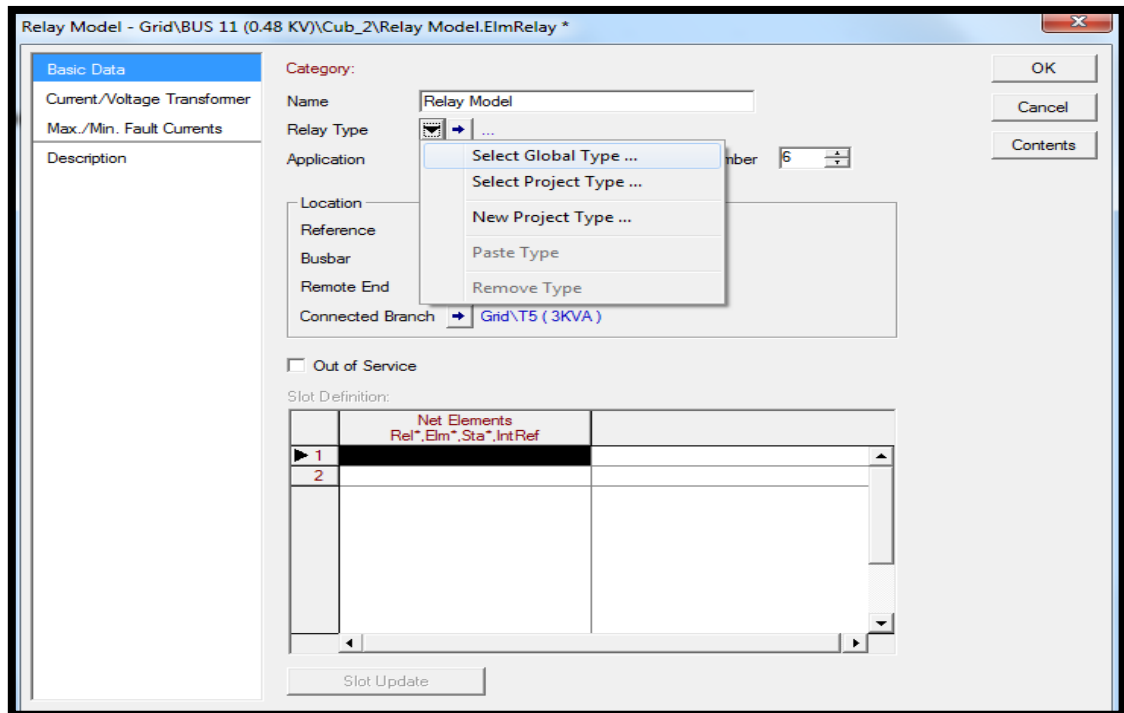 Relay Model - Grid\BUS 11 (0.48 KV)\Cub_2\Relay Model.ElmRelay *
Basic Data
Current/Voltage Transformer
Max./Min. Fault Currents
Description
Category:
Name Relay Model
Relay Type ...
Application
Select Global Type ...
Select Project Type ...
New Project Type ...
Paste Type
Remove Type
mber 6
Location
Reference
Busbar
Remote End
Connected Branch Grid\T5 ( 3KVA )
Out of Service
Slot Definition:
Net Elements
Rel*,Elm*,Sta*,IntRef
1
2
Slot Update
OK
Cancel
Contents